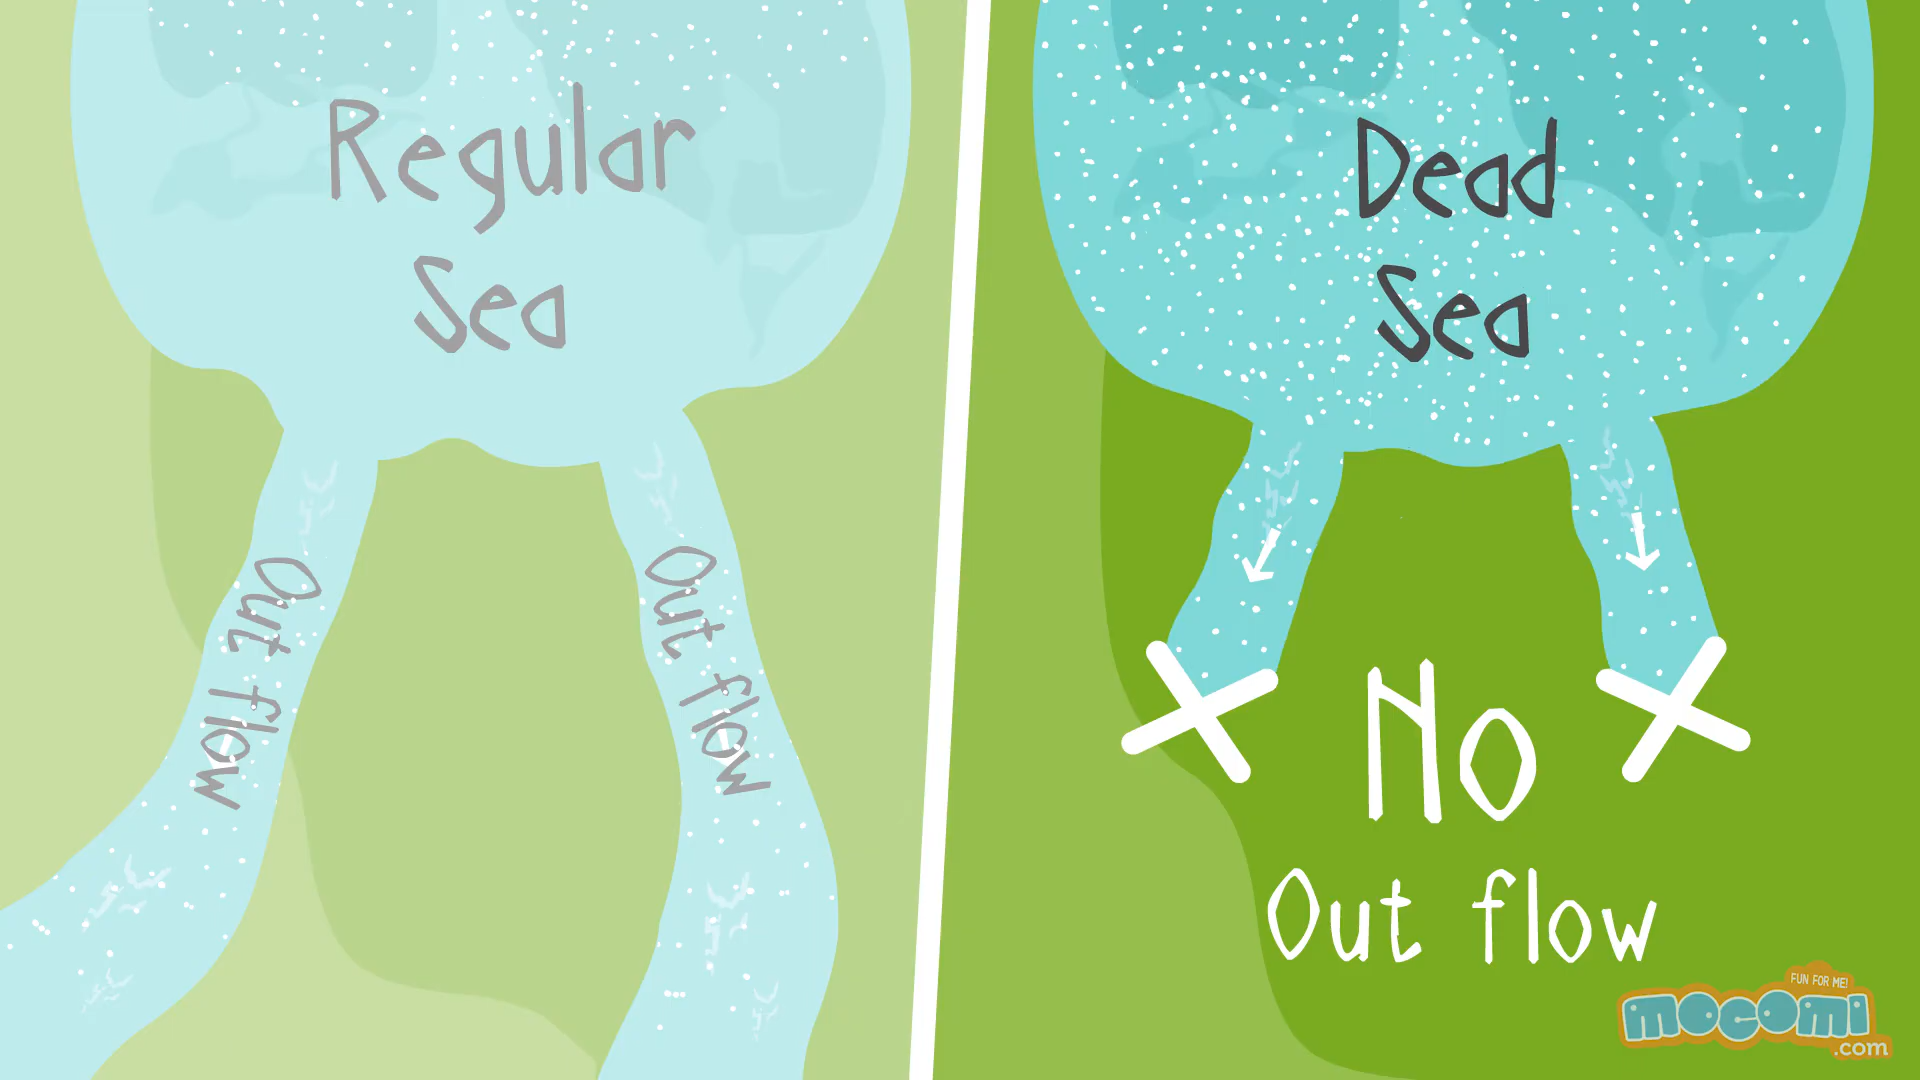 Regular
Sea
Out flow
Out flow
Dead
Sea
No
Out flow
FUN FOR ME!
mocomi
.com